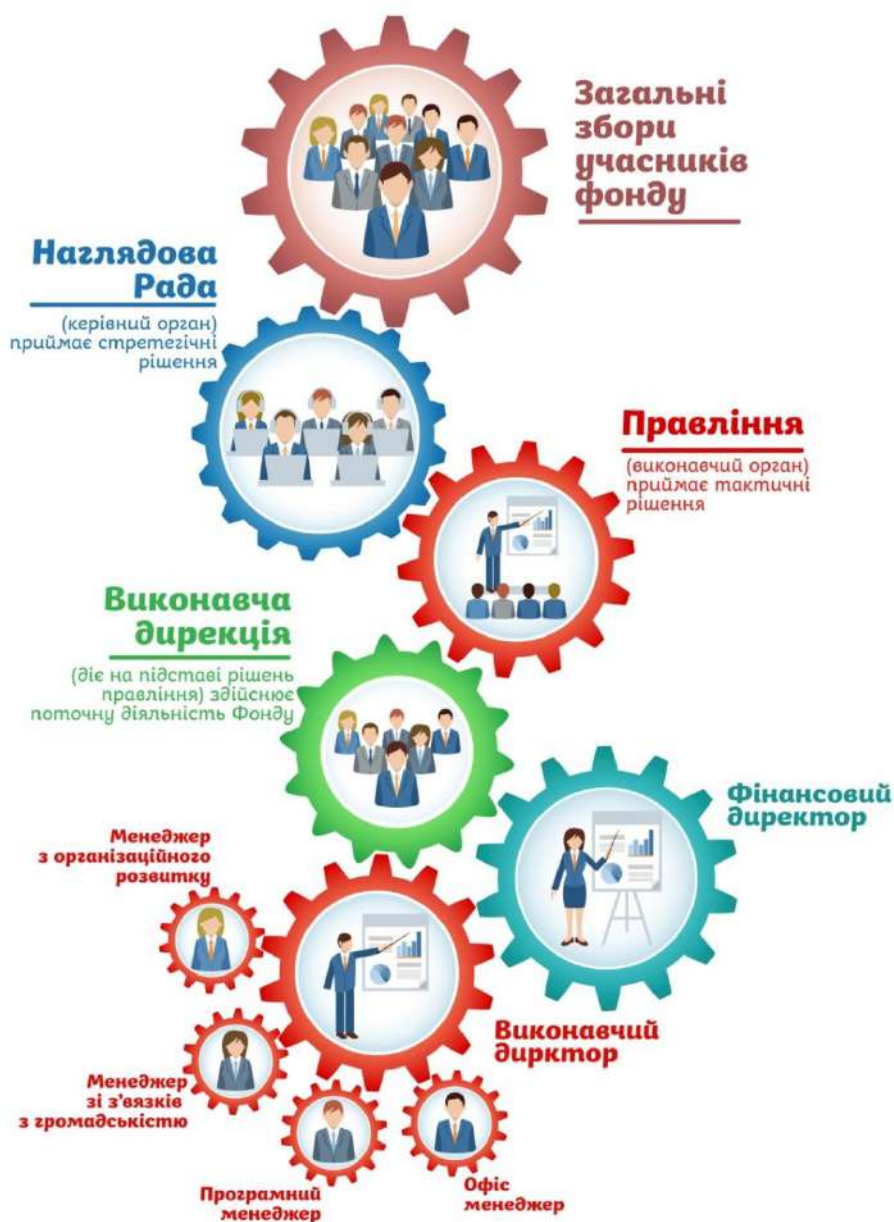 Загальні
збори
учасників
фонду
Наглядова
Рада
(керівний орган)
приймає стретегічні
рішення
Правління
(виконавчий орган)
приймає тактичні
рішення
Виконавча
дирекція
(діє на підставі рішень
правління) здійснює
поточну діяльність Фонду
Фінансовий
директор
Менеджер
з організаційного
розвитку
Виконавчий
дирктор
Менеджер
зі з’вязків
з громадськістю
Програмний
менеджер
Офіс
менеджер